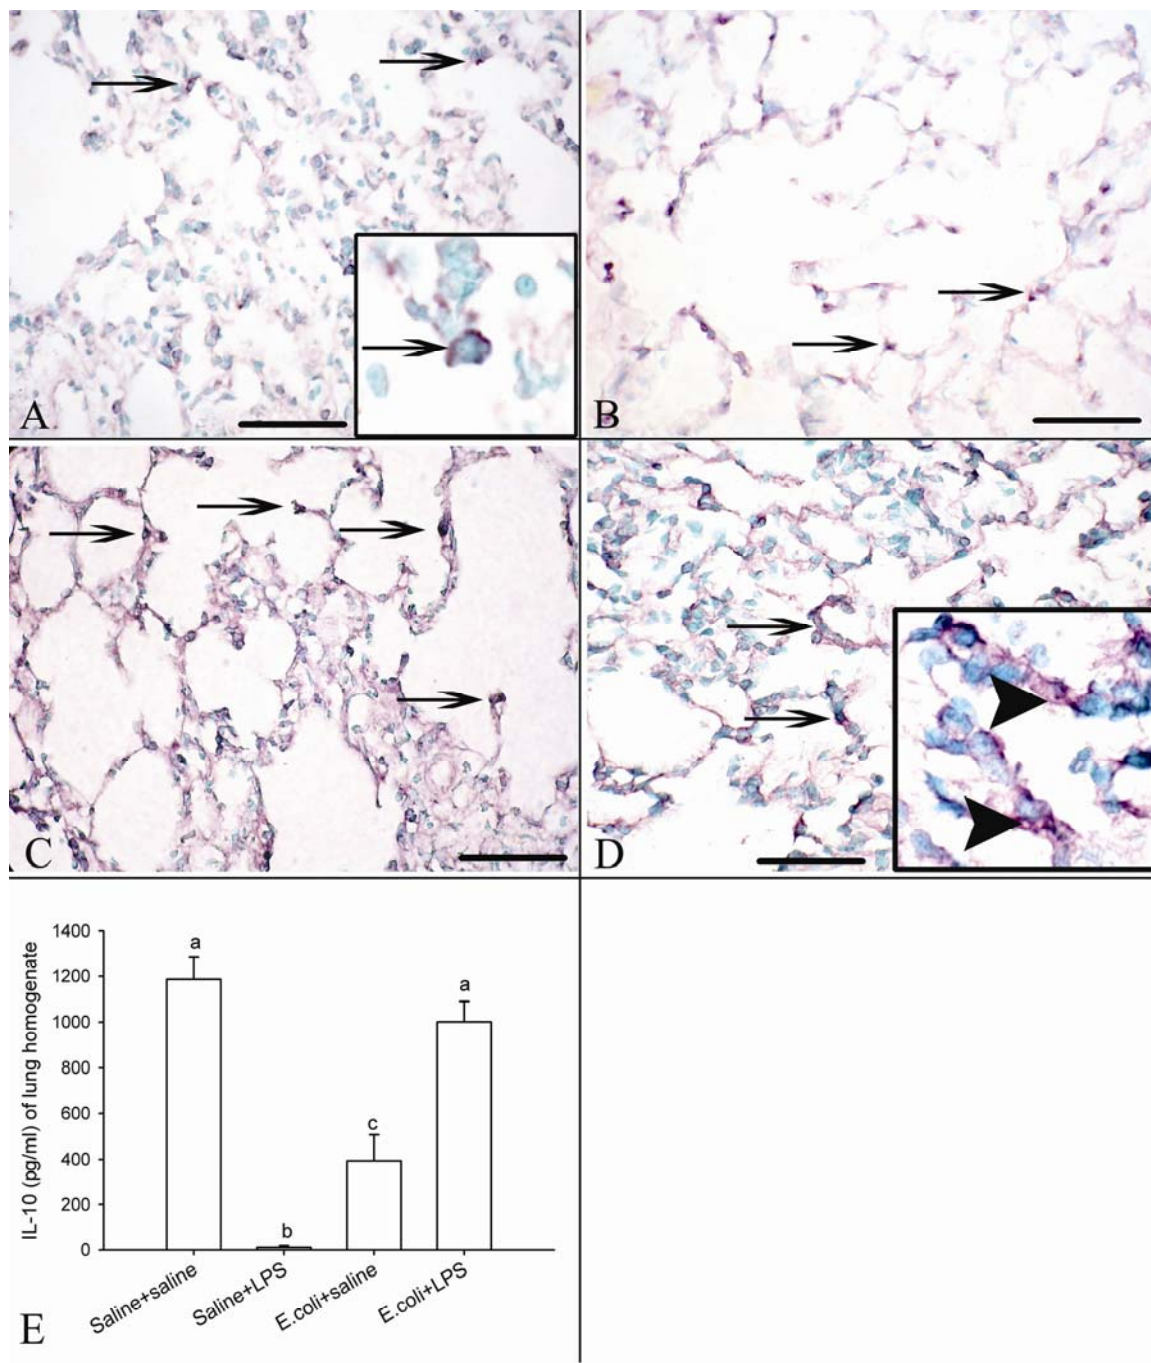 A
B
C
D
1400
1200
1000
800
600
400
200
0
IL-10 (pg/ml) of lung homogenate
a
b
c
a
Saline+saline
Saline+LPS
E.coli+saline
E.coli+LPS
E